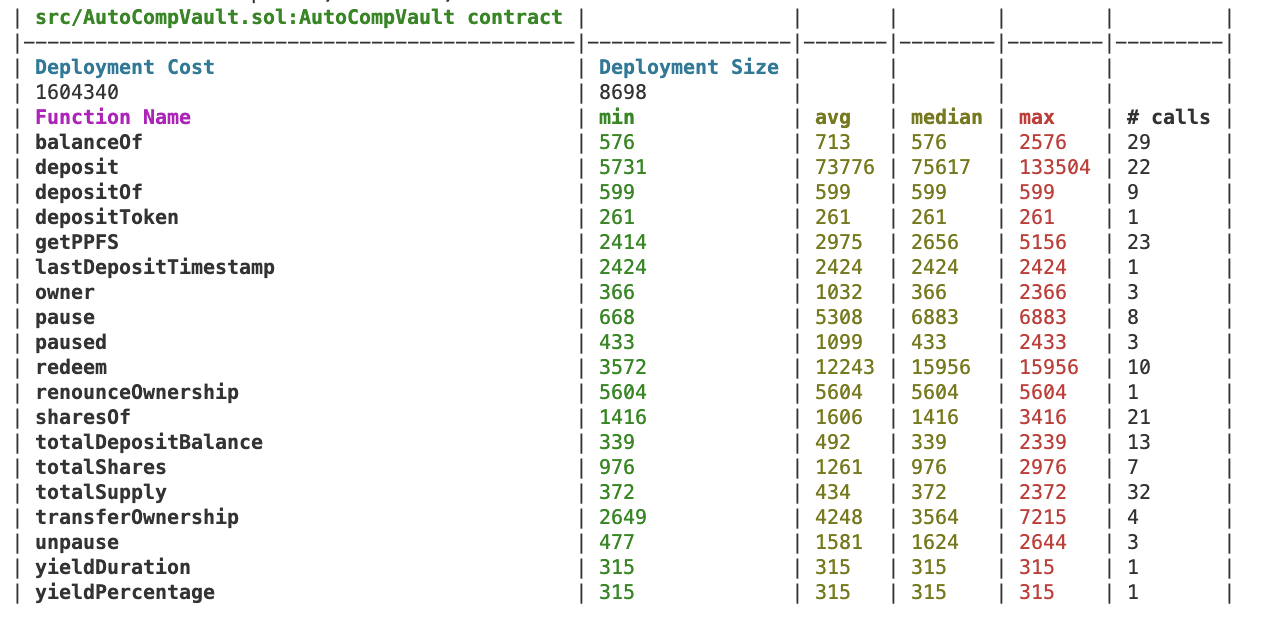 | src/AutoCompVault.sol:AutoCompVault contract |                 |       |        |        |         |
|----------------------------------------------|-----------------|-------|--------|--------|---------|
| Deployment Cost                              | Deployment Size |       |        |        |         |
| 1604340                                      | 8698            |       |        |        |         |
| Function Name                                | min             | avg   | median | max    | # calls |
| balanceOf                                    | 576             | 713   | 576    | 2576   | 29      |
| deposit                                      | 5731            | 73776 | 75617  | 133504 | 22      |
| depositOf                                    | 599             | 599   | 599    | 599    | 9       |
| depositToken                                 | 261             | 261   | 261    | 261    | 1       |
| getPPFS                                      | 2414            | 2975  | 2656   | 5156   | 23      |
| lastDepositTimestamp                         | 2424            | 2424  | 2424   | 2424   | 1       |
| owner                                        | 366             | 1032  | 366    | 2366   | 3       |
| pause                                        | 668             | 5308  | 6883   | 6883   | 8       |
| paused                                       | 433             | 1099  | 433    | 2433   | 3       |
| redeem                                       | 3572            | 12243 | 15956  | 15956  | 10      |
| renounceOwnership                            | 5604            | 5604  | 5604   | 5604   | 1       |
| sharesOf                                     | 1416            | 1606  | 1416   | 3416   | 21      |
| totalDepositBalance                          | 339             | 492   | 339    | 2339   | 13      |
| totalShares                                  | 976             | 1261  | 976    | 2976   | 7       |
| totalSupply                                  | 372             | 434   | 372    | 2372   | 32      |
| transferOwnership                            | 2649            | 4248  | 3564   | 7215   | 4       |
| unpause                                      | 477             | 1581  | 1624   | 2644   | 3       |
| yieldDuration                                | 315             | 315   | 315    | 315    | 1       |
| yieldPercentage                              | 315             | 315   | 315    | 315    | 1       |